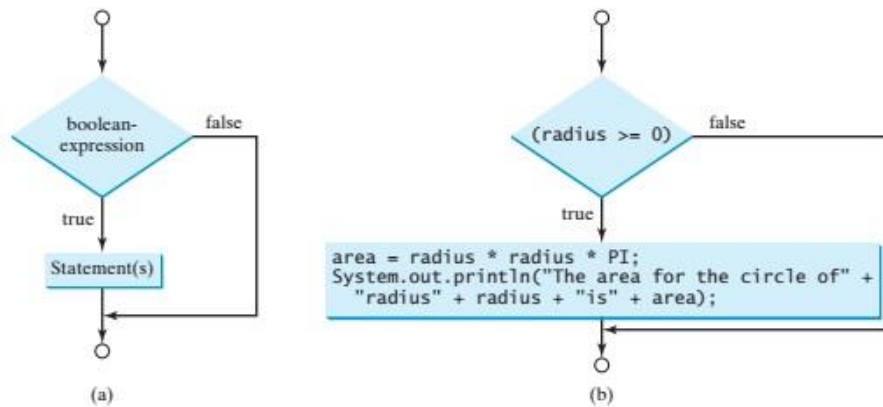 boolean-
expression
false
true
Statement(s)
(a)
(radius >= 0)
false
true
area = radius * radius * PI;
System.out.println("The area for the circle of" +
"radius" + radius + "is" + area);
(b)